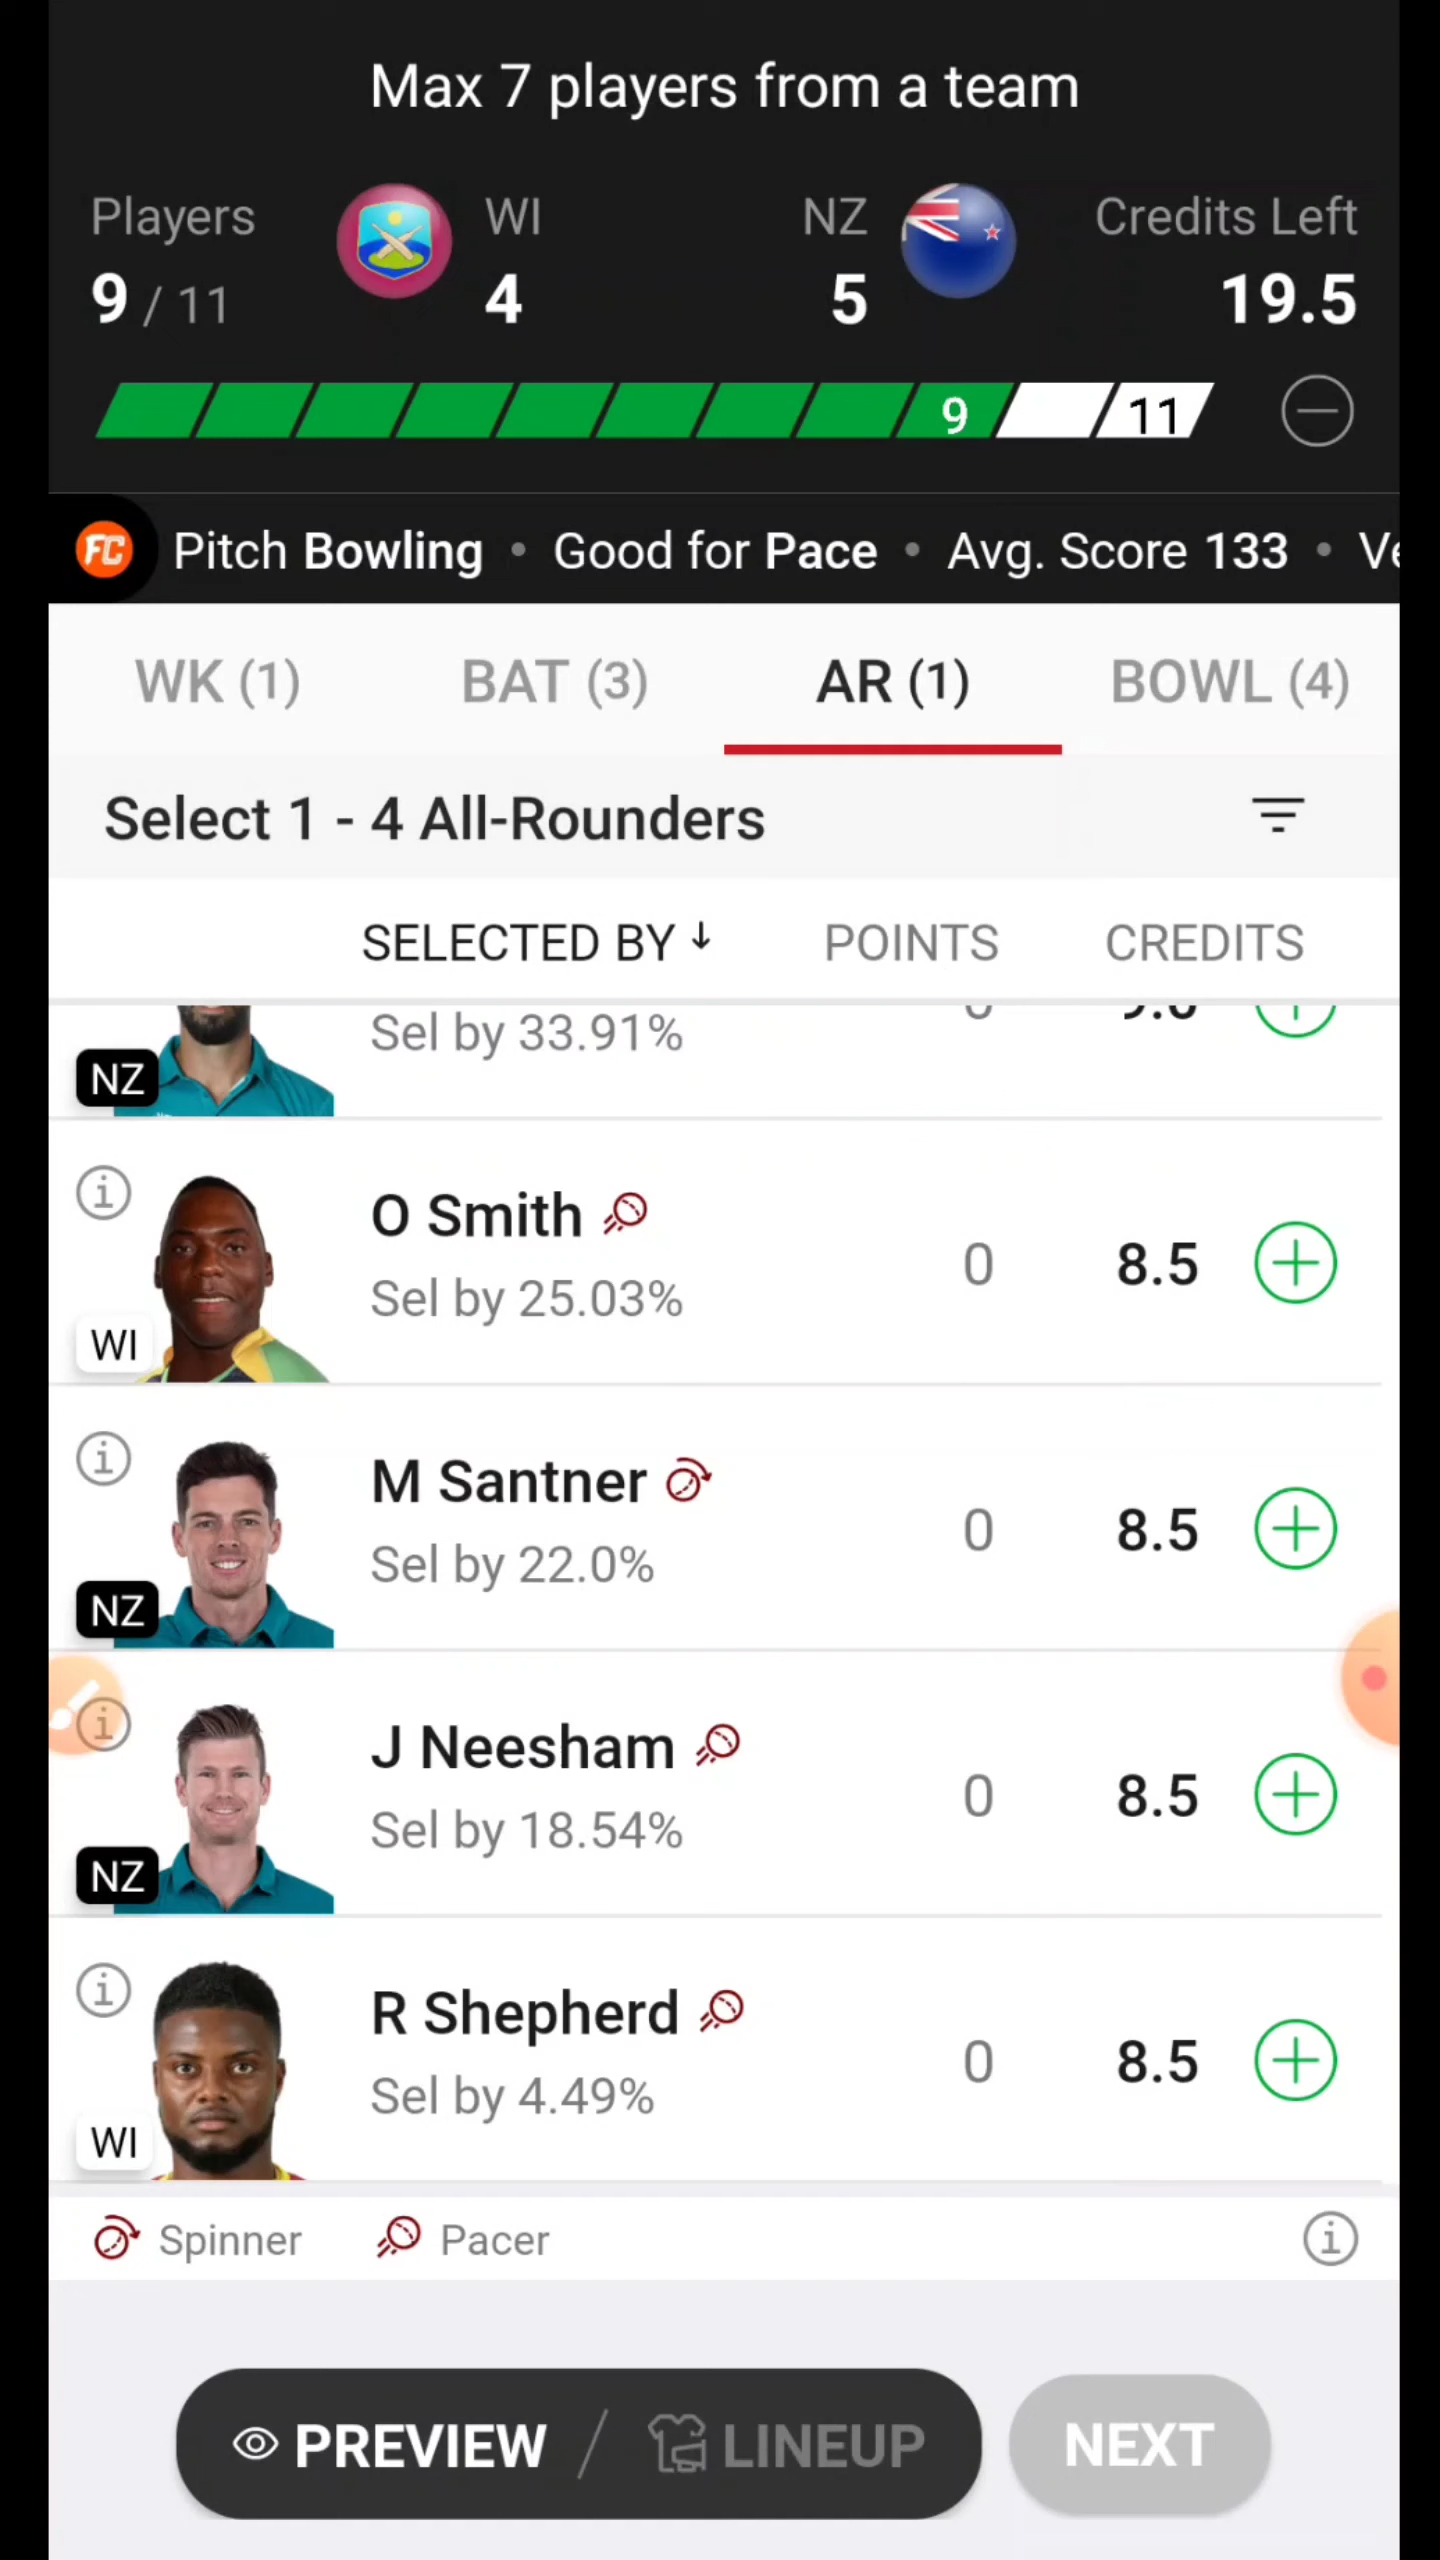 Max 7 players from a team
Players WI NZ Credits Left
9 / 11 4 5 19.5
9 11
FC Pitch Bowling • Good for Pace • Avg. Score 133 •
WK (1) BAT (3) AR (1) BOWL (4)
Select 1 - 4 All-Rounders
SELECTED BY ↓ POINTS CREDITS
Sel by 33.91%
NZ
O Smith
Sel by 25.03% 0 8.5
WI
M Santner
Sel by 22.0% 0 8.5
NZ
J Neesham
Sel by 18.54% 0 8.5
NZ
R Shepherd
Sel by 4.49% 0 8.5
WI
Spinner Pacer
PREVIEW / LINEUP NEXT